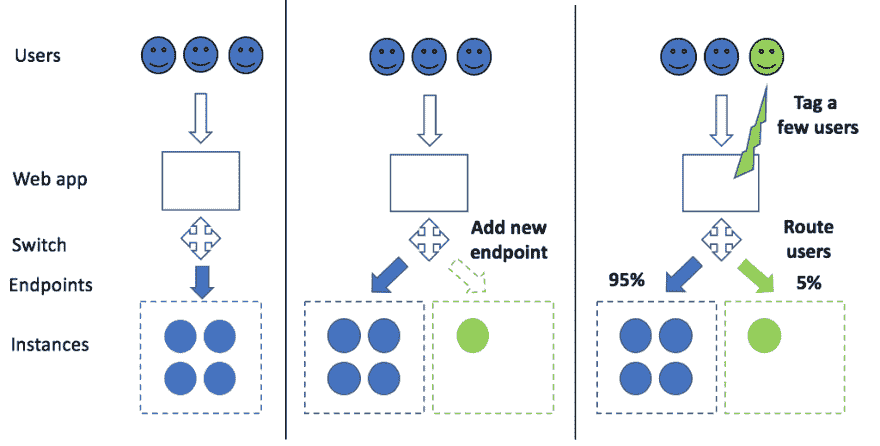 Users
Web app
Switch
Endpoints
Instances
Add new
endpoint
Tag a
few users
Route
users
95%
5%